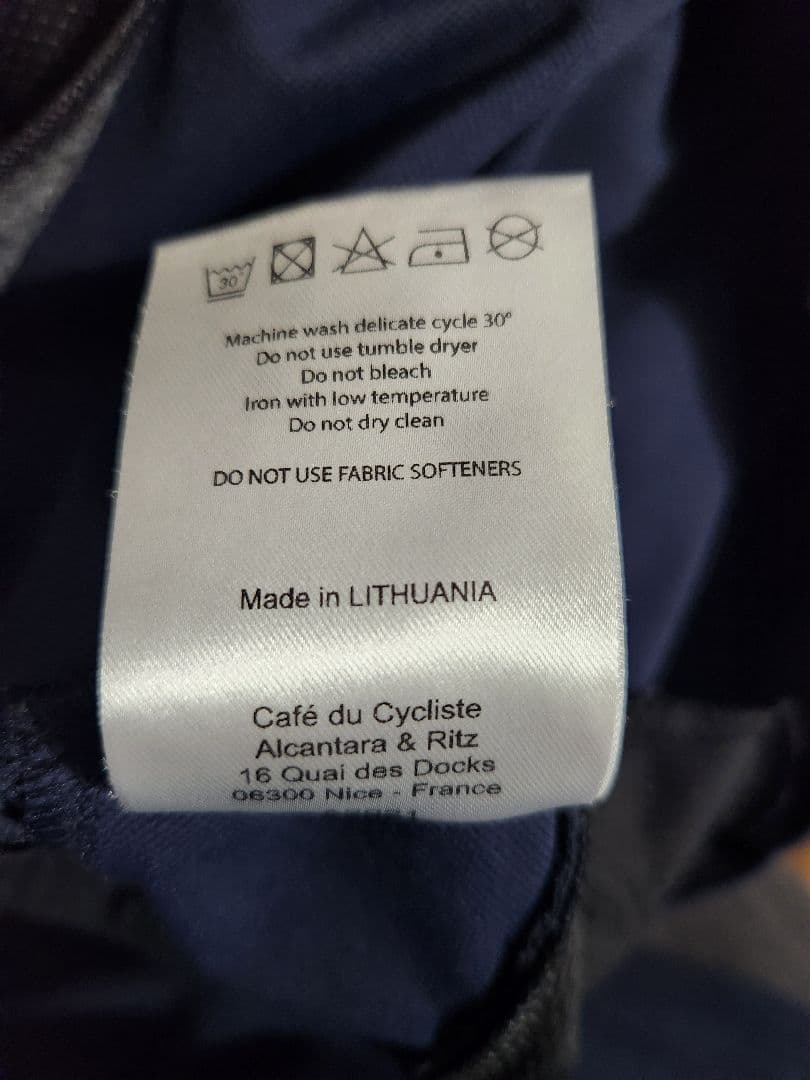 30°
Machine wash delicate cycle 30°
Do not use tumble dryer
Do not bleach
Iron with low temperature
Do not dry clean
DO NOT USE FABRIC SOFTENERS
Made in LITHUANIA
Café du Cycliste
Alcantara & Ritz
16 Quai des Docks
06300 Nice - France